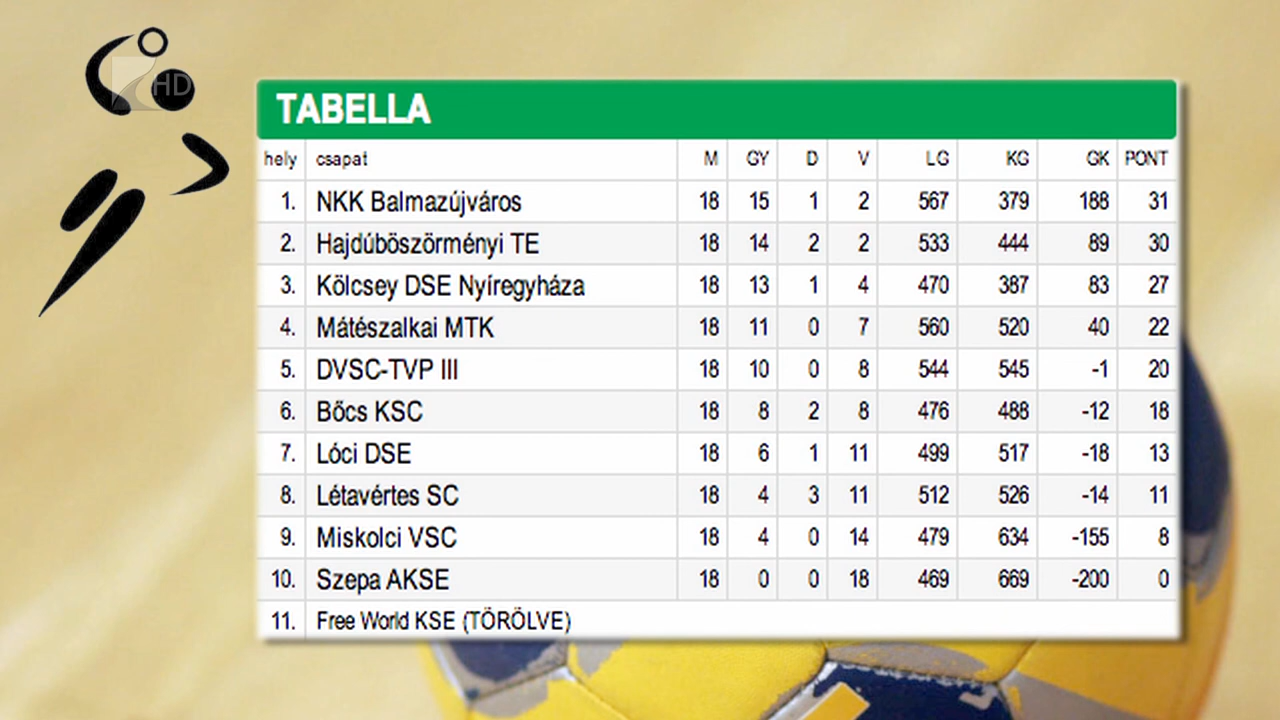 HD
TABELLA
hely csapat M GY D V LG KG GK PONT
1. NKK Balmazújváros 18 15 1 2 567 379 188 31
2. Hajdúböszörményi TE 18 14 2 2 533 444 89 30
3. Kölcsey DSE Nyíregyháza 18 13 1 4 470 387 83 27
4. Mátészalkai MTK 18 11 0 7 560 520 40 22
5. DVSC-TVP III 18 10 0 8 544 545 -1 20
6. Bőcs KSC 18 8 2 8 476 488 -12 18
7. Lóci DSE 18 6 1 11 499 517 -18 13
8. Létavértes SC 18 4 3 11 512 526 -14 11
9. Miskolci VSC 18 4 0 14 479 634 -155 8
10. Szepa AKSE 18 0 0 18 469 669 -200 0
11. Free World KSE (TÖRÖLVE)